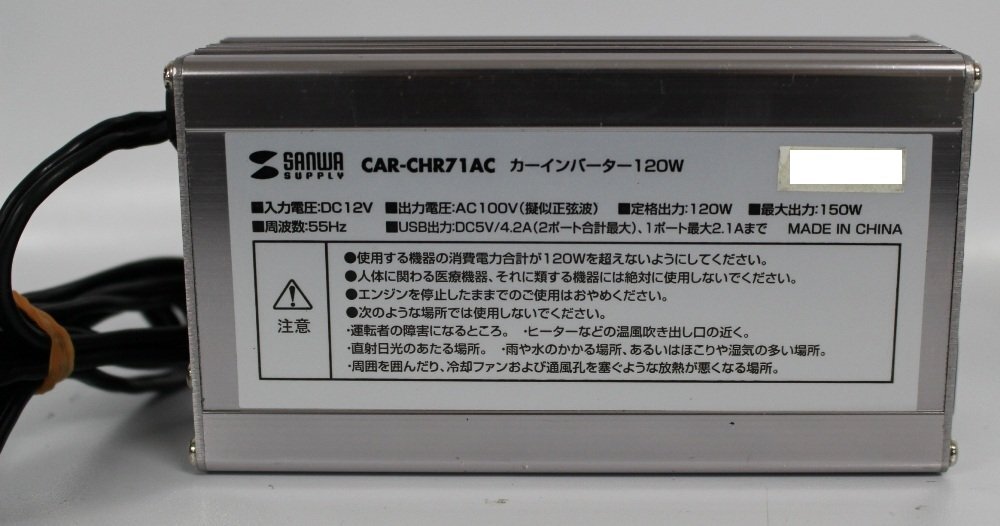 SANWA SUPPLY CAR-CHR71AC カーインバーター120W
■入力電圧:DC12V ■出力電圧:AC100V(擬似正弦波) ■定格出力:120W ■最大出力:150W
■周波数:55Hz ■USB出力:DC5V/4.2A(2ポート合計最大)、1ポート最大2.1Aまで MADE IN CHINA
注意
●使用する機器の消費電力合計が120Wを超えないようにしてください。
●人体に関わる医療機器、それに類する機器には絶対に使用しないでください。
●エンジンを停止したままでのご使用はおやめください。
●次のような場所では使用しないでください。
・運転者の障害になるところ。 ・ヒーターなどの温風吹き出し口の近く。
・直射日光のあたる場所。 ・雨や水のかかる場所、あるいはほこりや湿気の多い場所。
・周囲を囲んだり、冷却ファンおよび通風孔を塞ぐような放熱が悪くなる場所。